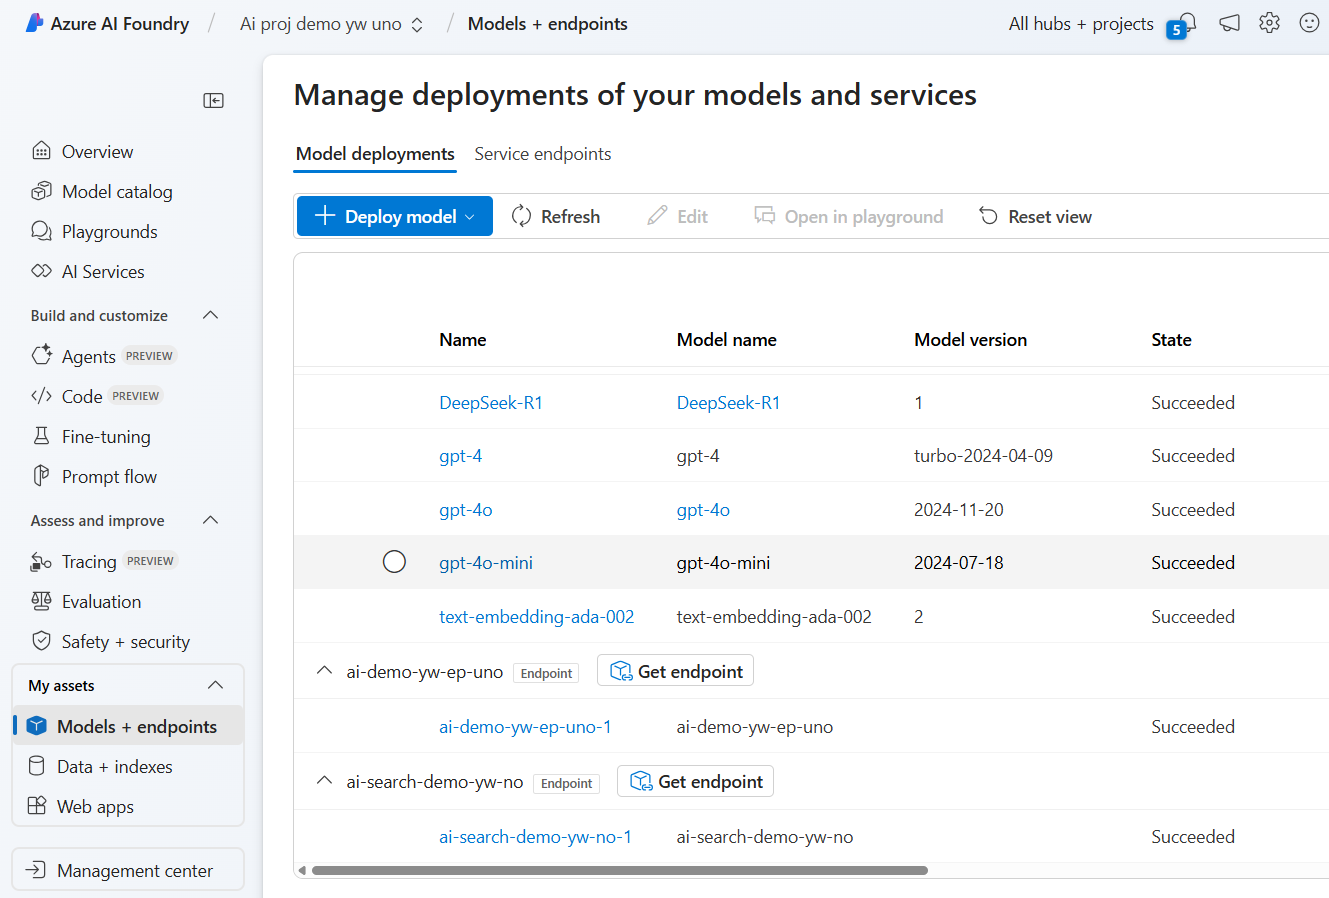 Azure AI Foundry / Ai proj demo yw uno / Models + endpoints All hubs + projects 5
Manage deployments of your models and services
Model deployments Service endpoints
Deploy model Refresh Edit Open in playground Reset view
Overview
Model catalog
Playgrounds
AI Services
Build and customize
Agents PREVIEW
Code PREVIEW
Fine-tuning
Prompt flow
Assess and improve
Tracing PREVIEW
Evaluation
Safety + security
My assets
Models + endpoints
Data + indexes
Web apps
Management center
Name Model name Model version State
DeepSeek-R1 DeepSeek-R1 1 Succeeded
gpt-4 gpt-4 turbo-2024-04-09 Succeeded
gpt-4o gpt-4o 2024-11-20 Succeeded
gpt-4o-mini gpt-4o-mini 2024-07-18 Succeeded
text-embedding-ada-002 text-embedding-ada-002 2 Succeeded
ai-demo-yw-ep-uno Endpoint Get endpoint
ai-demo-yw-ep-uno-1 ai-demo-yw-ep-uno Succeeded
ai-search-demo-yw-no Endpoint Get endpoint
ai-search-demo-yw-no-1 ai-search-demo-yw-no Succeeded